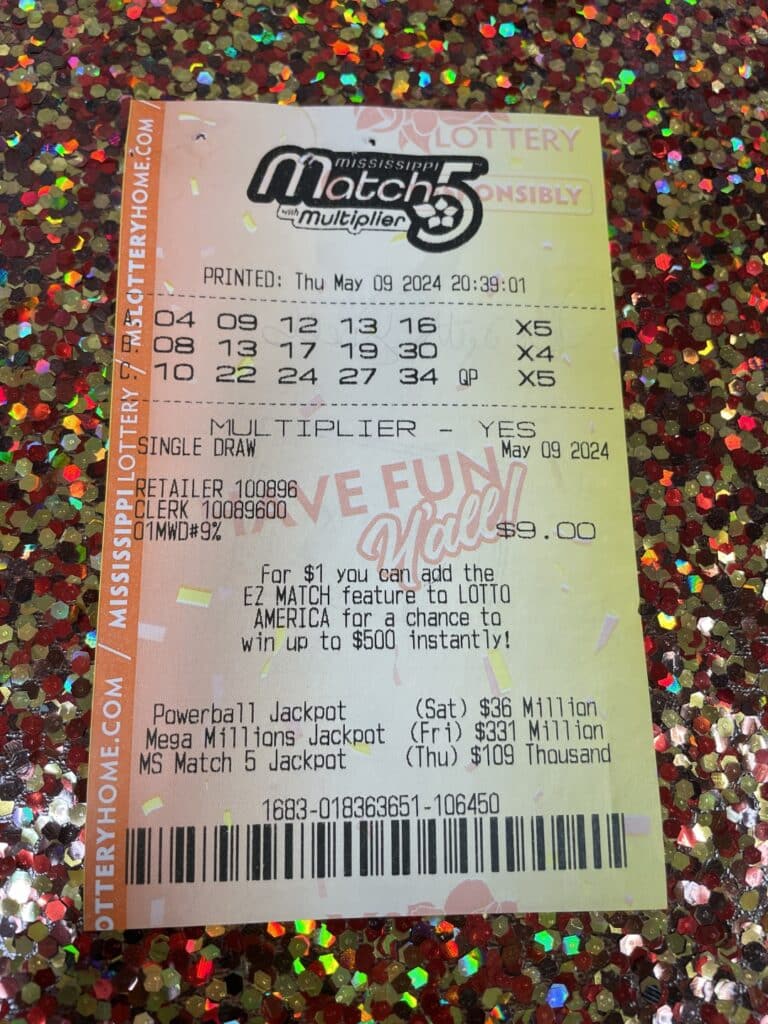 LOTTERY
MISSISSIPPI
Match 5
with Multiplier
ONSIBLY
PRINTED: Thu May 09 2024 20:39:01
A: 04 09 12 13 16 X5
B: 08 13 17 19 30 X4
C: 10 22 24 27 34 QP X5
MULTIPLIER - YES
SINGLE DRAW May 09 2024
RETAILER 100896
CLERK 10089600
01MWD#9% $9.00
HAVE FUN
Y'all!
For $1 you can add the
EZ MATCH feature to LOTTO
AMERICA for a chance to
win up to $500 instantly!
Powerball Jackpot (Sat) $36 Million
Mega Millions Jackpot (Fri) $331 Million
MS Match 5 Jackpot (Thu) $109 Thousand
1683-018363651-106450
OTTERYHOME.COM / MISSISSIPPI LOTTERY / MSLOTTERYHOME.COM /